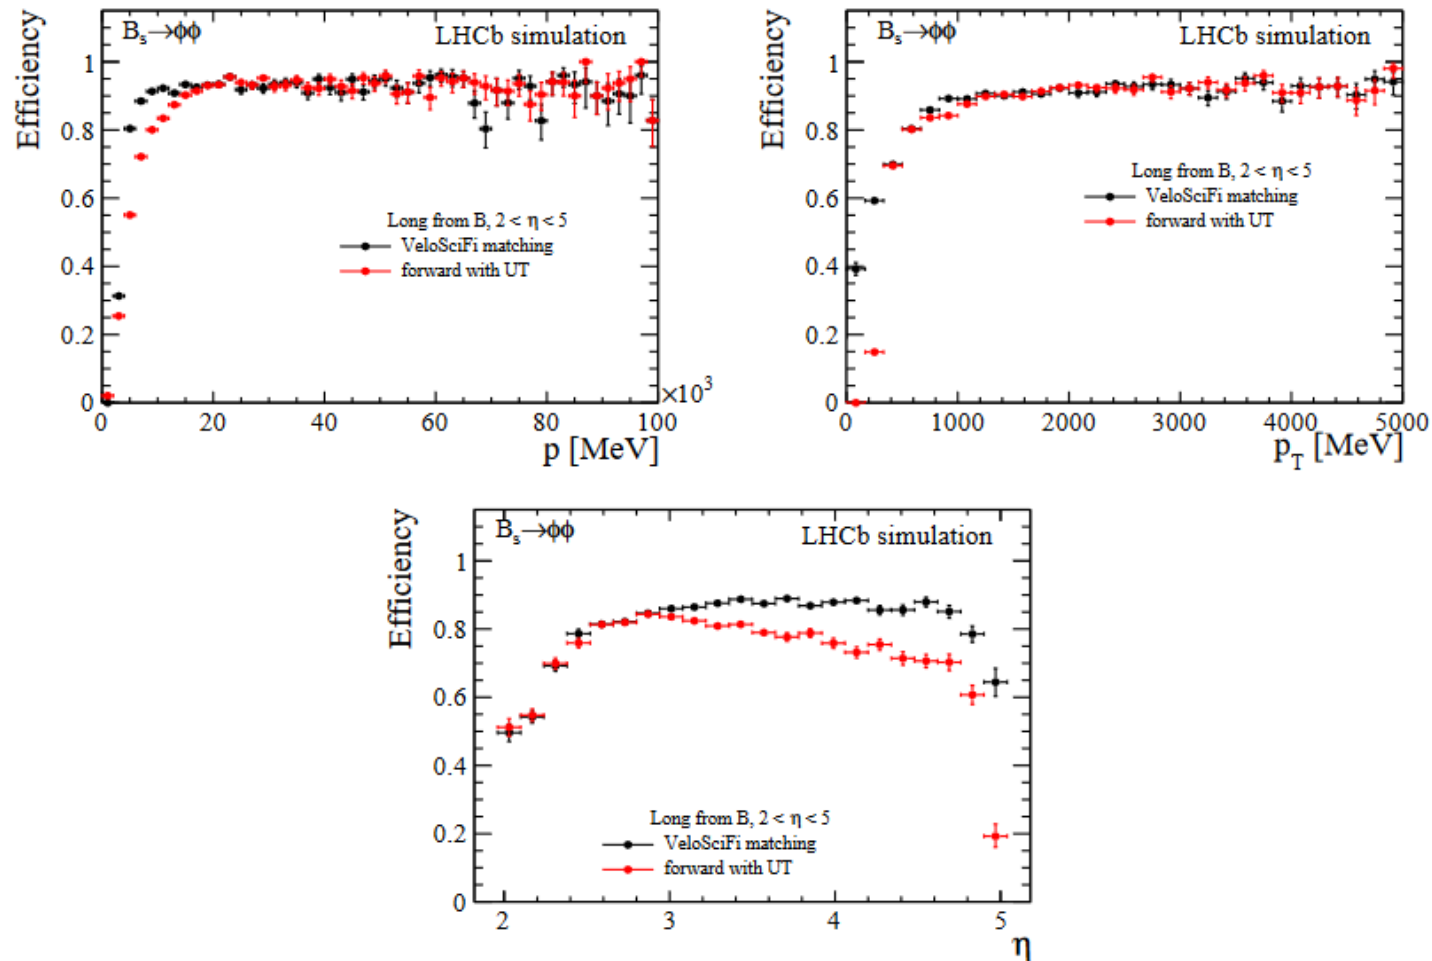 B_s→ϕϕ LHCb simulation
Efficiency
1
0.8
0.6
0.4
0.2
0
Long from B, 2 < η < 5
VeloSciFi matching
forward with UT
0 20 40 60 80 100
×10³
p [MeV]
B_s→ϕϕ LHCb simulation
Efficiency
1
0.8
0.6
0.4
0.2
0
Long from B, 2 < η < 5
VeloSciFi matching
forward with UT
0 1000 2000 3000 4000 5000
p_T [MeV]
B_s→ϕϕ LHCb simulation
Efficiency
1
0.8
0.6
0.4
0.2
0
Long from B, 2 < η < 5
VeloSciFi matching
forward with UT
2 3 4 5
η